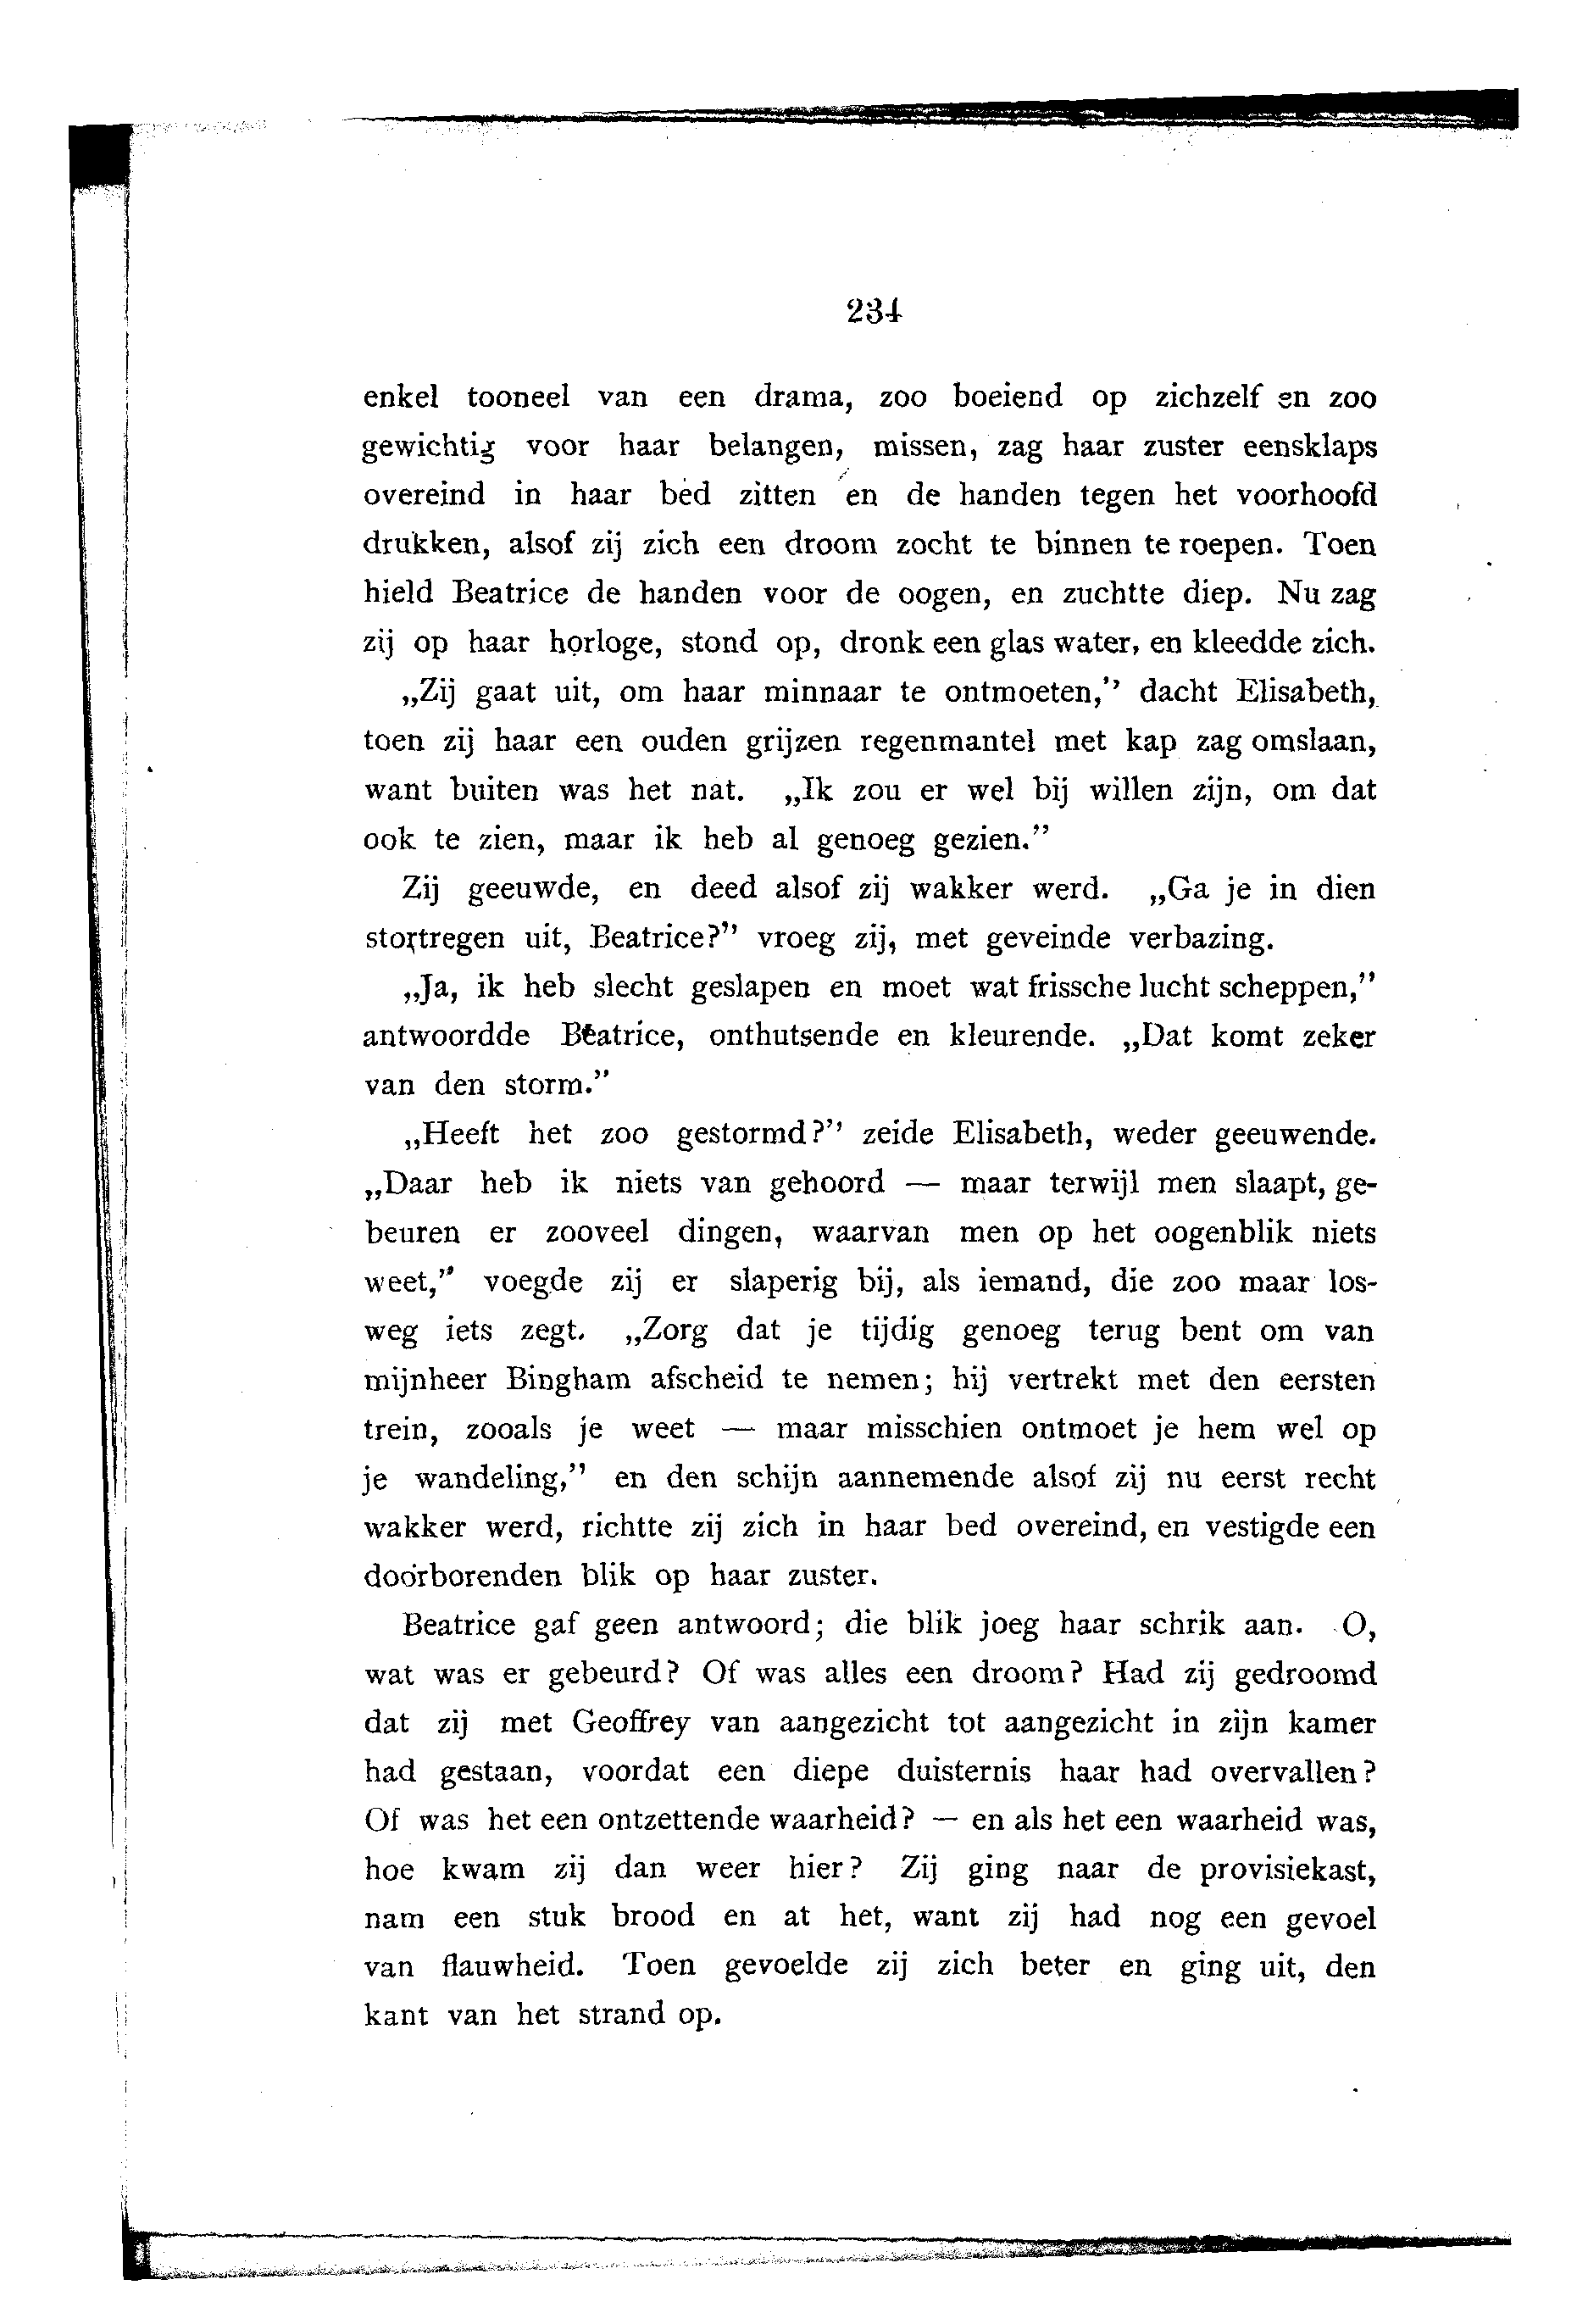 234
enkel tooneel van een drama, zoo boeiend op zichzelf en zoo
gewichtig voor haar belangen, missen, zag haar zuster eensklaps
overeind in haar bed zitten en de handen tegen het voorhoofd
drukken, alsof zij zich een droom zocht te binnen te roepen. Toen
hield Beatrice de handen voor de oogen, en zuchtte diep. Nu zag
zij op haar horloge, stond op, dronk een glas water, en kleedde zich.
„Zij gaat uit, om haar minnaar te ontmoeten,” dacht Elisabeth,
toen zij haar een ouden grijzen regenmantel met kap zag omslaan,
want buiten was het nat. „Ik zou er wel bij willen zijn, om dat
ook te zien, maar ik heb al genoeg gezien.”
Zij geeuwde, en deed alsof zij wakker werd. „Ga je in dien
stortregen uit, Beatrice?” vroeg zij, met geveinde verbazing.
„Ja, ik heb slecht geslapen en moet wat frissche lucht scheppen,”
antwoordde Beatrice, onthutsende en kleurende. „Dat komt zeker
van den storm.”
„Heeft het zoo gestormd?” zeide Elisabeth, weder geeuwende.
„Daar heb ik niets van gehoord — maar terwijl men slaapt, ge-
beuren er zooveel dingen, waarvan men op het oogenblik niets
weet,” voegde zij er slaperig bij, als iemand, die zoo maar los-
weg iets zegt. „Zorg dat je tijdig genoeg terug bent om van
mijnheer Bingham afscheid te nemen; hij vertrekt met den eersten
trein, zooals je weet — maar misschien ontmoet je hem wel op
je wandeling,” en den schijn aannemende alsof zij nu eerst recht
wakker werd, richtte zij zich in haar bed overeind, en vestigde een
doorborenden blik op haar zuster.
Beatrice gaf geen antwoord; die blik joeg haar schrik aan. O,
wat was er gebeurd? Of was alles een droom? Had zij gedroomd
dat zij met Geoffrey van aangezicht tot aangezicht in zijn kamer
had gestaan, voordat een diepe duisternis haar had overvallen?
Of was het een ontzettende waarheid? — en als het een waarheid was,
hoe kwam zij dan weer hier? Zij ging naar de provisiekast,
nam een stuk brood en at het, want zij had nog een gevoel
van flauwheid. Toen gevoelde zij zich beter en ging uit, den
kant van het strand op.